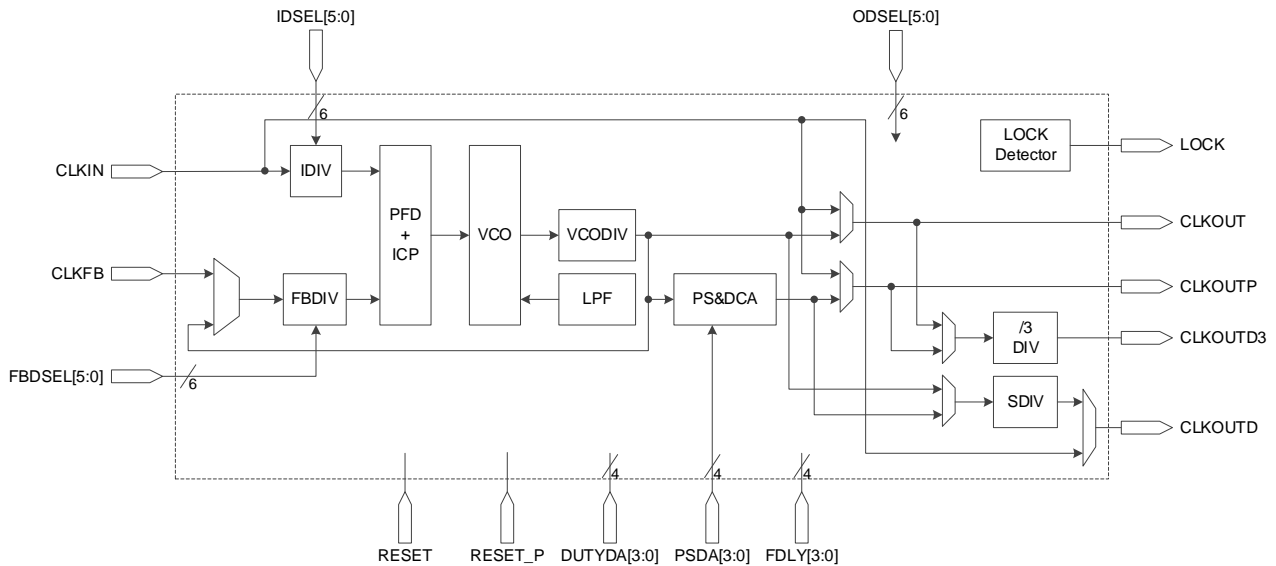 IDSEL[5:0]
ODSEL[5:0]
6
6
LOCK
Detector
LOCK
CLKIN
IDIV
PFD
+
ICP
VCO
VCODIV
CLKOUT
CLKFB
FBDIV
LPF
PS&DCA
CLKOUTP
/3
DIV
CLKOUTD3
FBDSEL[5:0]
6
SDIV
CLKOUTD
4
4
4
RESET
RESET_P
DUTYDA[3:0]
PSDA[3:0]
FDLY[3:0]